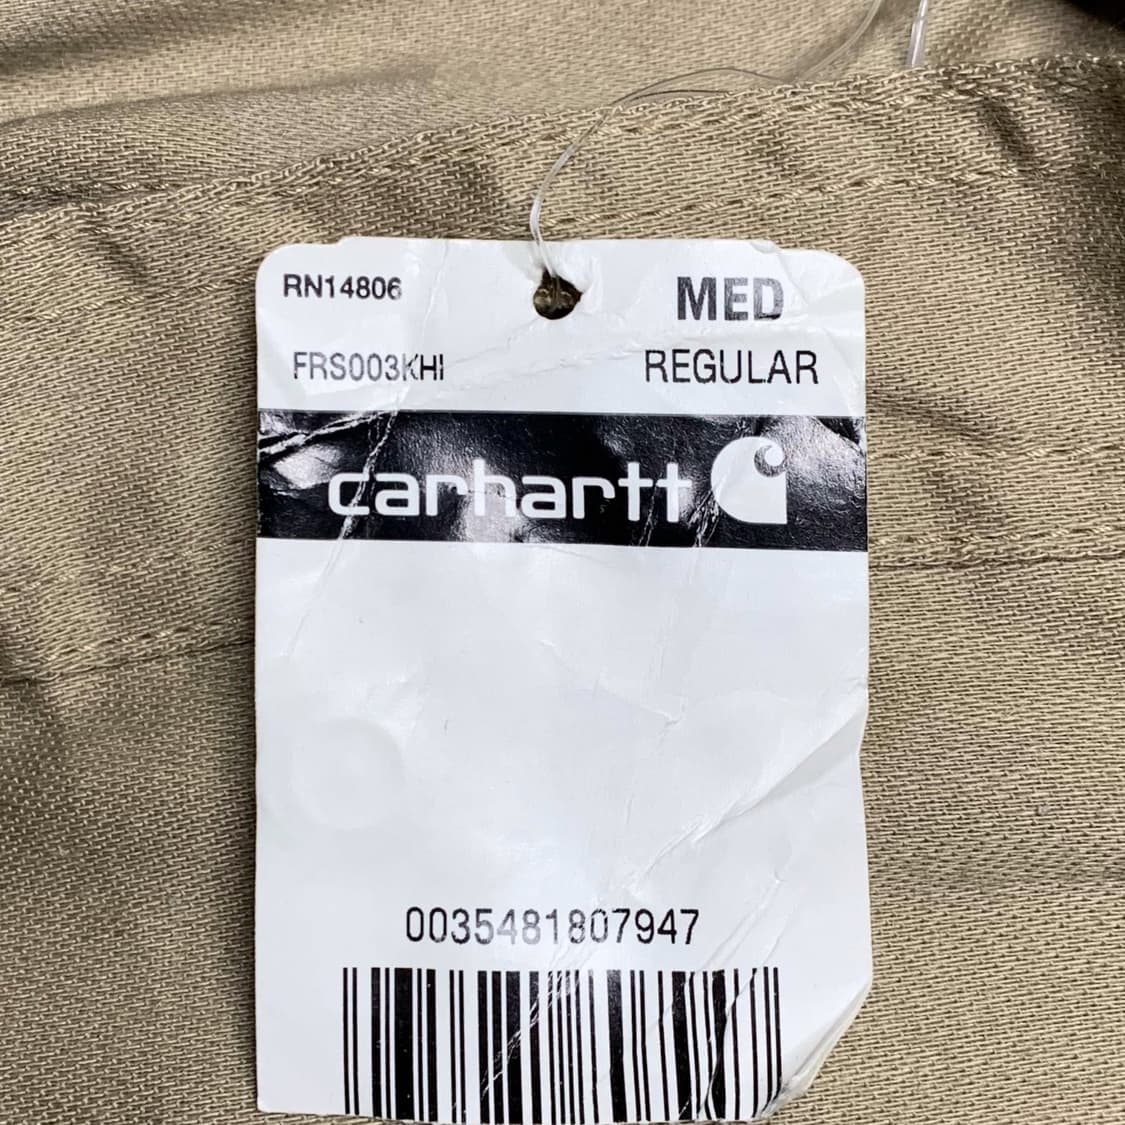 RN14806
MED
FRS003KHI
REGULAR
carhartt
0035481807947